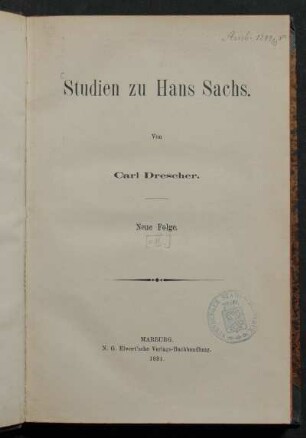 Studien zu Hans Sachs.
Von
Carl Drescher.
Neue Folge.
MARBURG.
N. G. Elwert'sche Verlags-Buchhandlung.
1891.